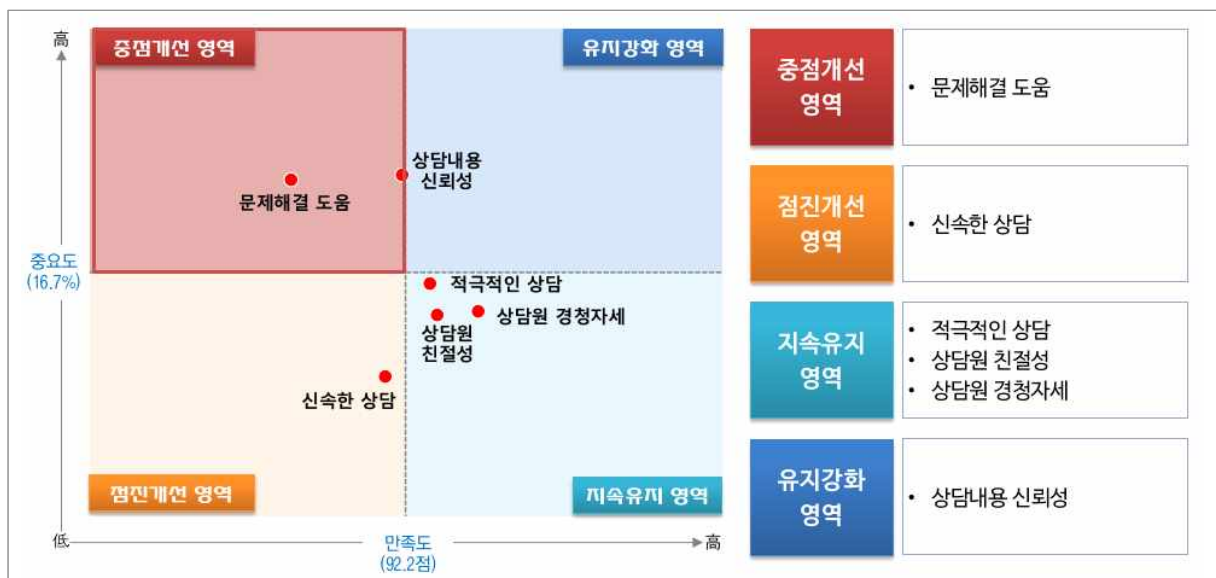 高
중점개선 영역
유지강화 영역
상담내용
신뢰성
문제해결 도움
중요도
(16.7%)
적극적인 상담
상담원 경청자세
상담원
친절성
신속한 상담
점진개선 영역
지속유지 영역
低
만족도
(92.2점)
高
중점개선
영역
• 문제해결 도움
점진개선
영역
• 신속한 상담
지속유지
영역
• 적극적인 상담
• 상담원 친절성
• 상담원 경청자세
유지강화
영역
• 상담내용 신뢰성